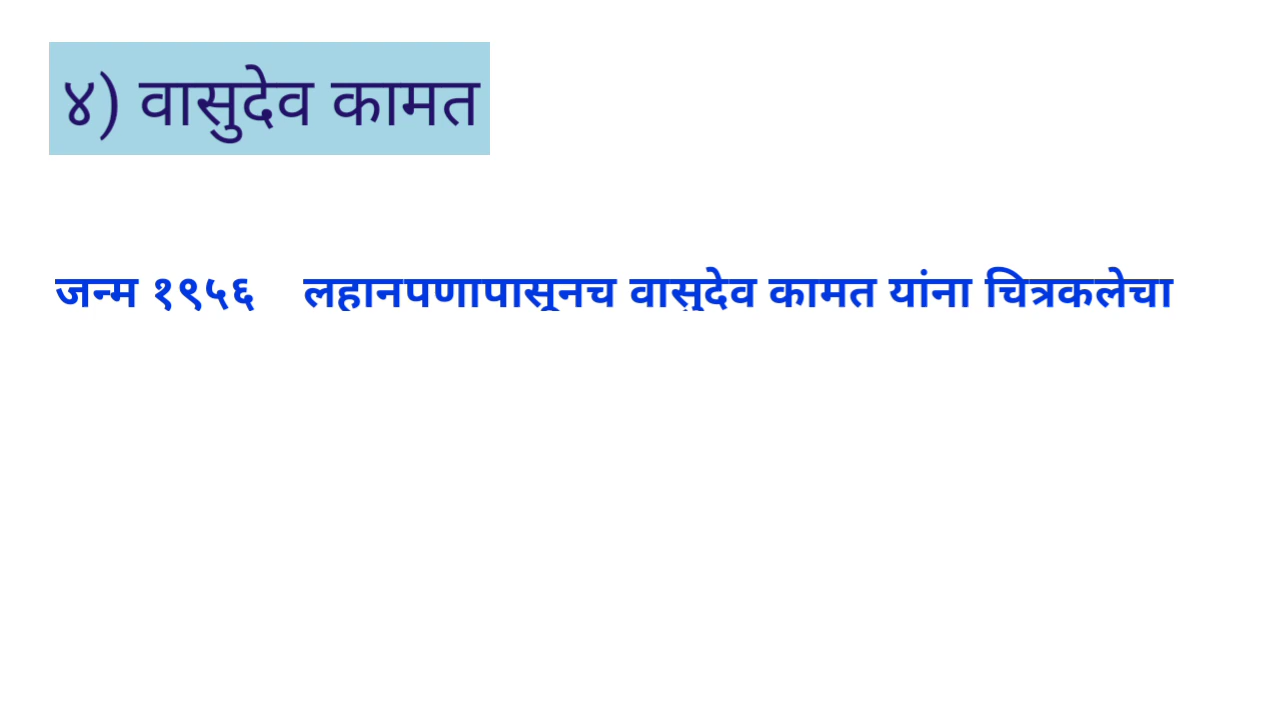 ४) वासुदेव कामत
जन्म १९५६ लहानपणापासूनच वासुदेव कामत यांना चित्रकलेचा